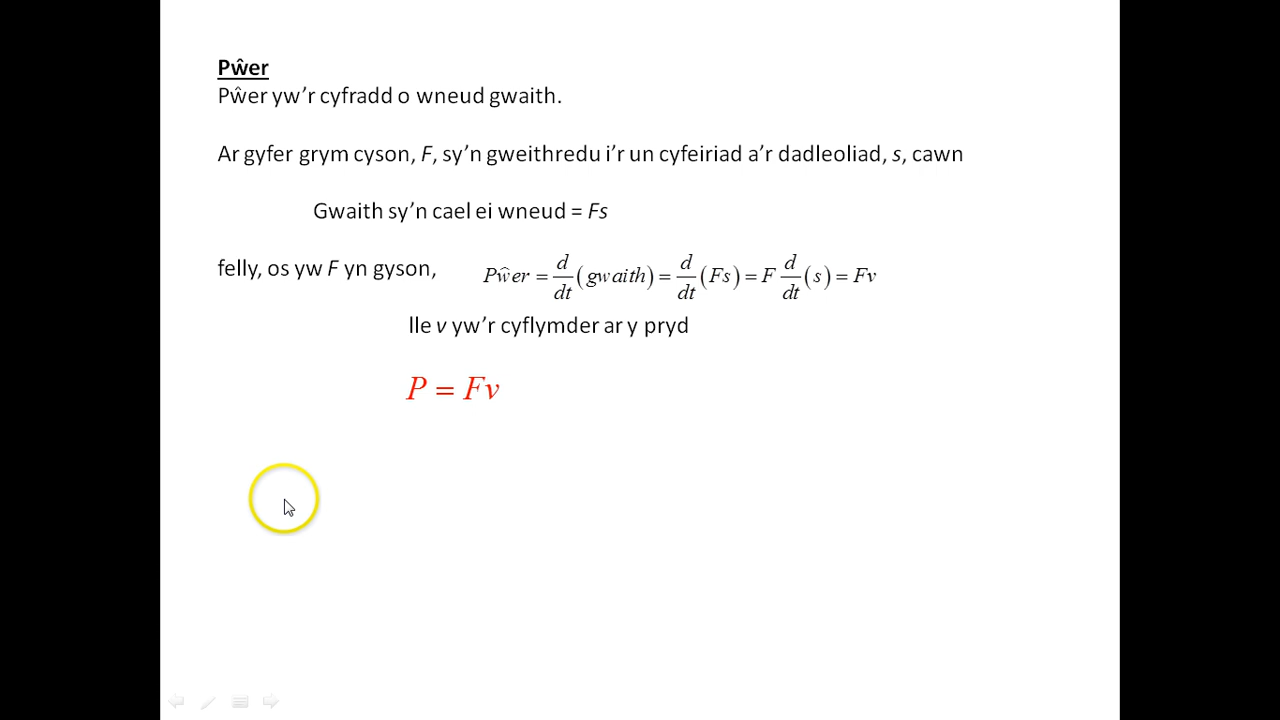 Pŵer
Pŵer yw’r cyfradd o wneud gwaith.
Ar gyfer grym cyson, F, sy’n gweithredu i’r un cyfeiriad a’r dadleoliad, s, cawn
Gwaith sy’n cael ei wneud = Fs
felly, os yw F yn gyson, Pŵer = d/dt (gwaith) = d/dt (Fs) = F d/dt (s) = Fv
lle v yw’r cyflymder ar y pryd
P = Fv